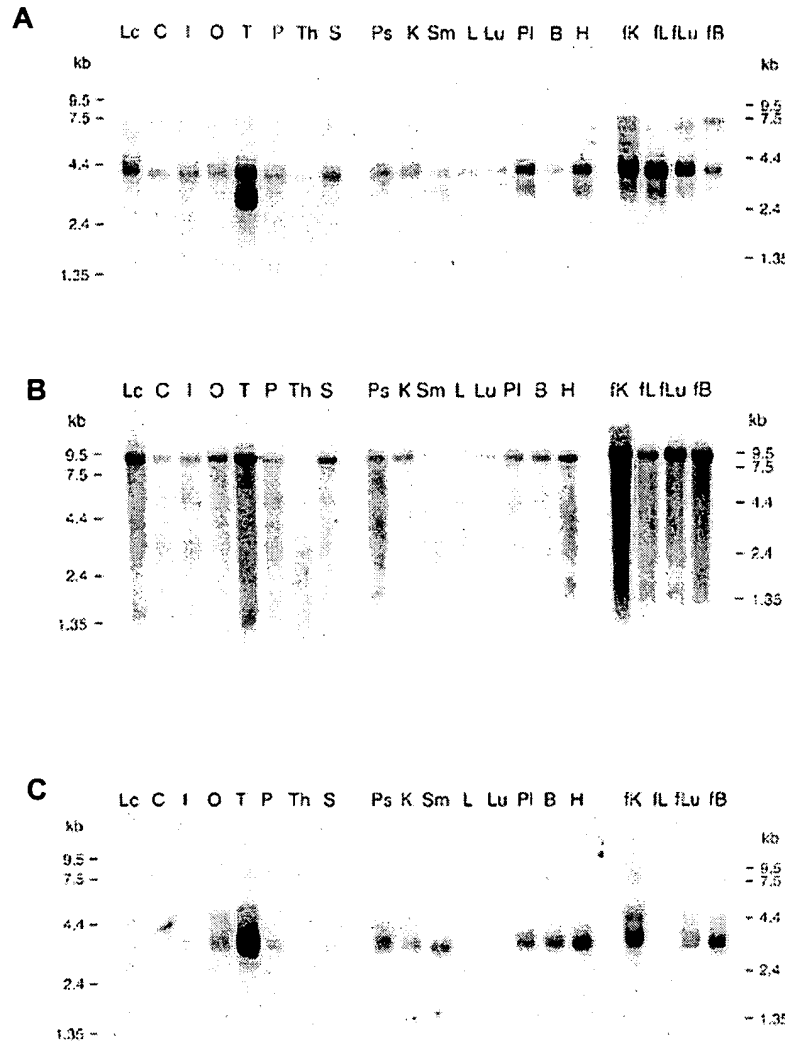 A
Lc C I O T P Th S Ps K Sm L Lu Pl B H fK fL fLu fB
kb kb
9.5 – – 9.5
7.5 – – 7.5
4.4 – – 4.4
2.4 – – 2.4
1.35 – – 1.35
B
Lc C I O T P Th S Ps K Sm L Lu Pl B H fK fL fLu fB
kb kb
9.5 – – 9.5
7.5 – – 7.5
4.4 – – 4.4
2.4 – – 2.4
1.35 – – 1.35
C
Lc C I O T P Th S Ps K Sm L Lu Pl B H fK fL fLu fB
kb kb
9.5 – – 9.5
7.5 – – 7.5
4.4 – – 4.4
2.4 – – 2,4
1.35 – – 1.35